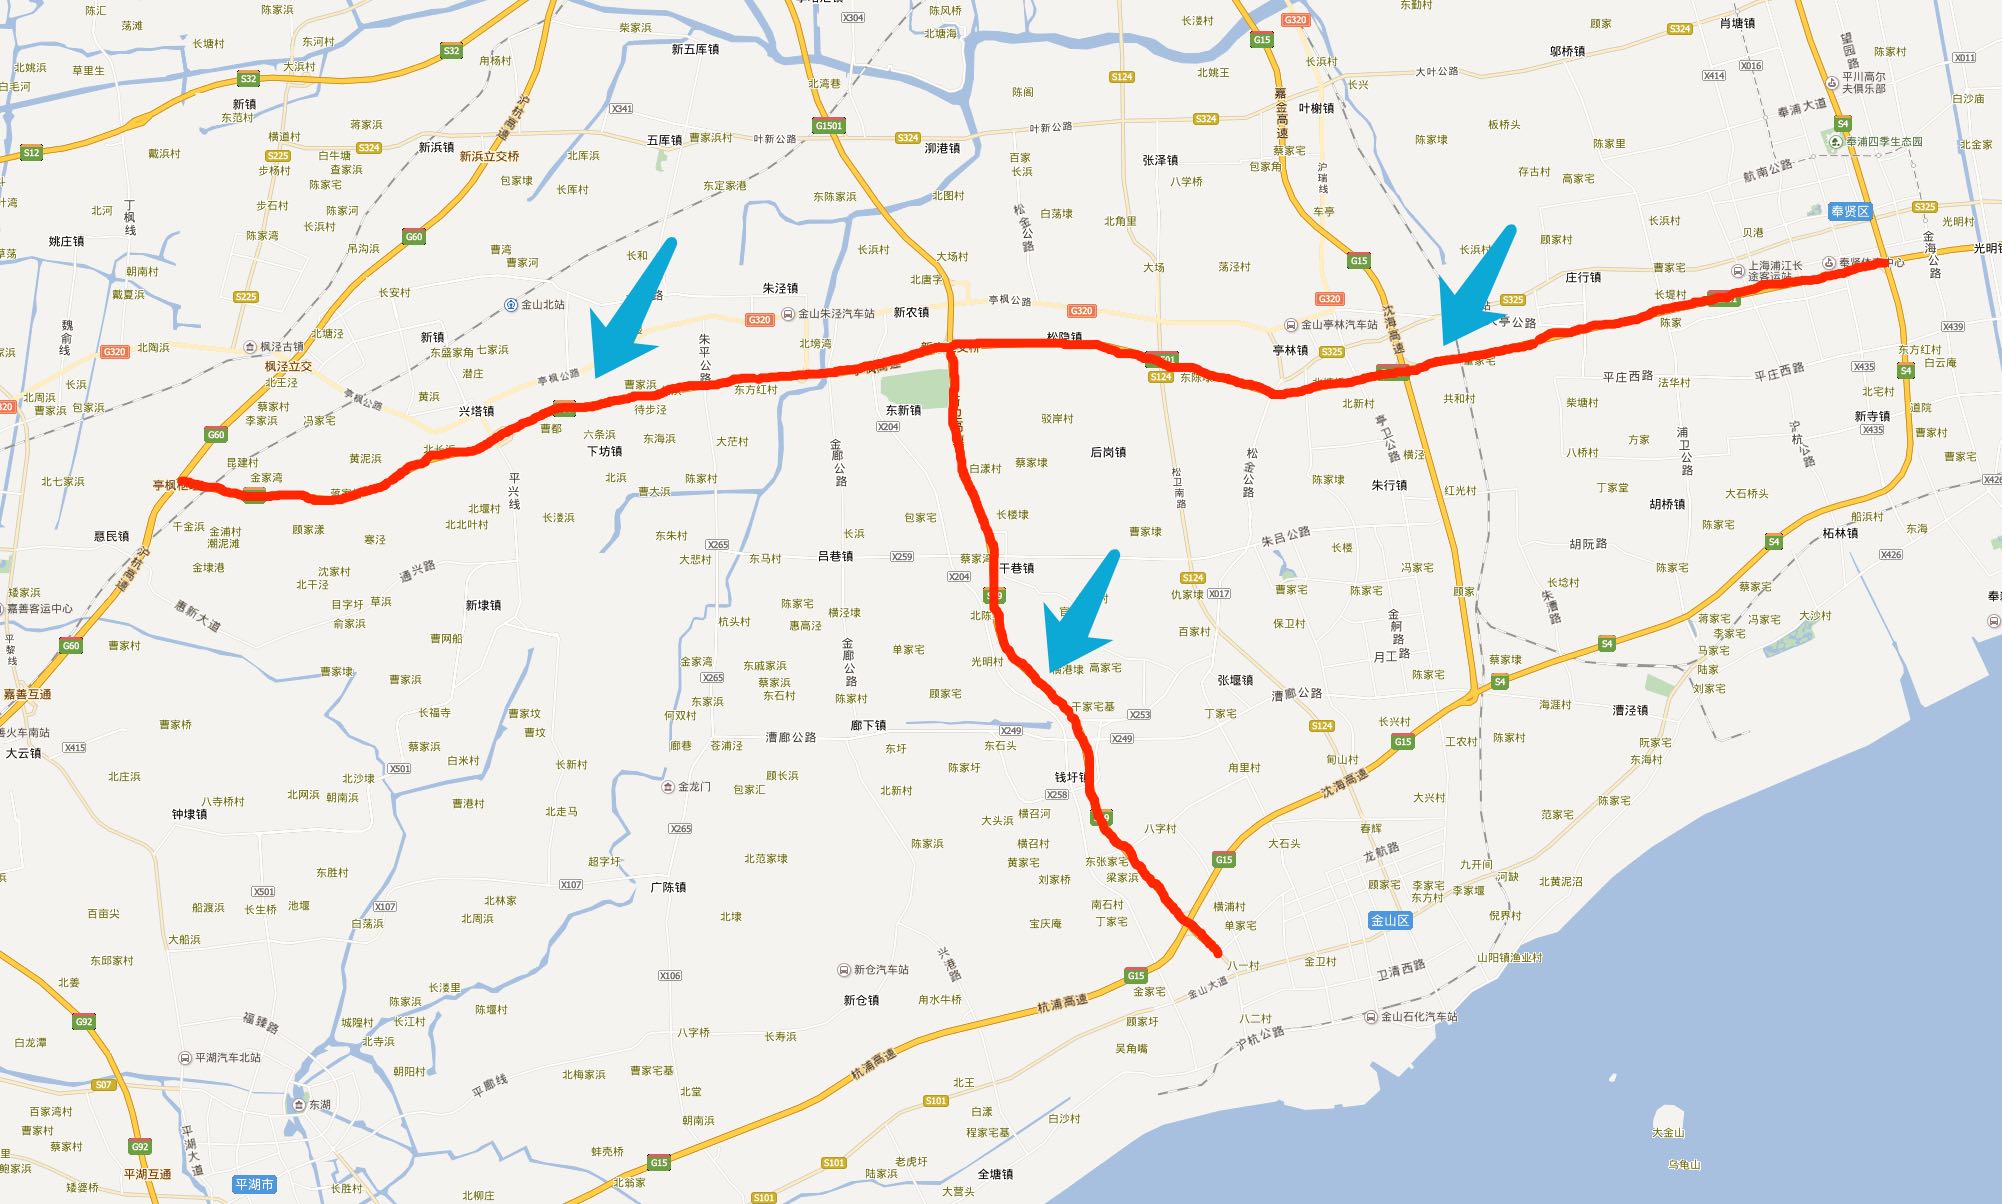 陈汇
陈家浜
荡滩
东河村
长塘村
北姚浜
草里生
大浜村
白毛河
S32
S32
新镇
东范村
甪杨村
柴家浜
新五厍镇
X304
陈风桥
北塘海
长溇村
G320
G15
东勤村
顾家
S324
肖塘镇
邬桥镇
望园路
陈家村
X011
长浜村
北姚王
S124
大叶公路
长兴
X414
X016
平川高尔
夫俱乐部
白沙庙
北湾巷
陈阁
嘉金高速
叶榭镇
奉浦大道
S4
X341
沪杭高速
蒋家浜
横道村
S324
S225
白牛塘
步杨村
查家浜
戴浜村
S12
新浜镇
新浜立交桥
五厍镇
曹家浜村
叶新公路
G1501
S324
叶新公路
S324
泖港镇
板桥头
陈家埭
陈家里
奉浦四季生态园
北金家
北厍浜
百家
长浜
张泽镇
蔡家宅
包家角
沪瑞线
存古村
高家宅
航南公路
陈家宅
包家埭
长厍村
东定家港
东陈家浜
北图村
八学村
步石村
陈家河
北河
丁枫线
长浜村
陈家湾
吊沟浜
姚庄镇
G60
曹湾
曹家河
长和
长浜村
大场村
松金公路
白荡埭
北角里
车亭
奉贤区
S325
光明村
长浜村
贝港
顾家村
长浜村
金海公路
光明镇
朝南村
戴夏浜
S225
长安村
金山北站
朱泾镇
北唐字
大场
荡泾村
G15
庄行镇
曹家宅
上海浦江长
途客运站
魏俞线
北塘泾
新镇
G320
金山朱泾汽车站
新农镇
亭枫公路
G320
G320
沈海高速
S325
长堤村
陈家
X439
G320
北陶浜
枫泾古镇
枫泾立交
东盛家角
七家浜
朱平公路
北塝湾
松隐镇
金山亭林汽车站
亭林镇
S325
东方红村
白云庵
S4
北王泾
潜庄
亭枫公路
曹家浜
东方红村
S124
平庄西路
法华村
平庄西路
X435
北宅村
北周浜
曹家浜
包家浜
蔡家村
李家浜
冯家宅
亭枫公路
黄浜
兴塔镇
待步泾
东新镇
X204
驳岸村
北新村
共和村
柴塘村
新寺镇
道院
X435
G60
曹都
六条浜
东海浜
下坊镇
大茫村
后岗镇
亭卫公路
方家
浦卫公路
沪杭公路
曹家村
昆建村
黄泥浜
金廊公路
白漾村
蔡家埭
松金公路
横泾
八桥村
曹家宅
北七家浜
金家湾
平兴线
北浜
曹大浜
陈家村
松卫南路
陈家埭
朱行镇
红光村
丁家堂
大石桥头
X426
千金浜
顾家漾
北堰村
长溇浜
包家宅
长楼埭
胡桥镇
船浜村
惪民镇
金浦村
潮泥滩
北北叶村
东朱村
长浜
曹家埭
陈家宅
东海
沪杭高速
寒泾
X265
朱吕公路
S4
柘林镇
金埭港
沈家村
通兴路
大悲村
东马村
吕巷镇
X259
干巷镇
长楼
胡阮路
X426
矮家浜
北干泾
X204
S124
冯家宅
陈家宅
蔡家宅
嘉善客运中心
惠新大道
目字圩
草浜
俞家浜
新埭镇
陈家宅
横泾埭
仇家埭
X017
曹家宅
陈家宅
顾家
长埝村
朱漕路
平黎线
杭头村
惠高泾
百家村
保卫村
金舸路
蒋家宅
李家宅
冯家宅
大沙村
G60
曹家村
曹网船
单家宅
金廊公路
光明村
月工路
马家宅
S4
曹家埭
曹家浜
金家湾
X265
东戚家浜
蔡家浜
东石村
横港埭
高家宅
张堰镇
蔡家埭
S4
陆家
刘家宅
嘉善互通
陈家村
漕廊公路
陈家宅
海涯村
漕泾镇
东家浜
何双村
顾家宅
干家宅基
X253
丁家宅
S124
长兴村
曹家桥
长福寺
曹家坟
曹坟
廊下镇
X249
X249
漕廊公路
大云镇
X415
蔡家浜
白米村
廊巷
苍浦泾
东圩
东石头
G15
工农村
陈家村
阮家宅
东海村
X501
长新村
陈家圩
甸山村
北庄浜
北沙埭
顾长浜
金龙门
包家汇
北新村
钱圩镇
X258
角里村
沈海高速
北网浜
朝南浜
八寺桥村
曹港村
北走马
大兴村
陈家宅
钟埭镇
X265
大头浜
横召河
范家宅
八字村
春辉
陈家浜
横召村
大石头
超字圩
北范家埭
黄家宅
东张家宅
G15
龙航路
九开间
河缺
东胜村
X107
广陈镇
刘家桥
梁家浜
顾家宅
李家宅
东方村
李家堰
北黄泥沼
X501
X107
北林家
百亩尖
船渡浜
长生桥
池堰
白荡浜
北周浜
北埭
南石村
横浦村
金山区
倪界村
宝庆庵
丁家宅
单家宅
大船浜
兴港路
东邱家村
X106
新仓汽车站
G15
八一村
金卫村
卫清西路
山阳镇渔业村
北姜
长溇里
陈家浜
陈堰村
新仓镇
甪水牛桥
杭浦高速
金家宅
金山大道
G92
福臻路
城隍村
长江村
八字桥
长寿浜
顾家圩
八二村
金山石化汽车站
白龙潭
北寺浜
沪杭公路
平湖汽车北站
朝阳村
北梅家浜
曹家宅基
杭浦高速
吴角嘴
S07
平廊线
北堂
北王
东湖
S101
百家湾村
曹家村
蔡家村
朝南浜
白漾
程家宅基
白沙村
大金山
平湖大道
G92
蚌壳桥
G15
S101
老虎圩
陆家浜
鲍家浜
平湖互通
乌龟山
矮婆桥
平湖市
长胜村
北柳庄
北翁家
S101
大营头
全塘镇